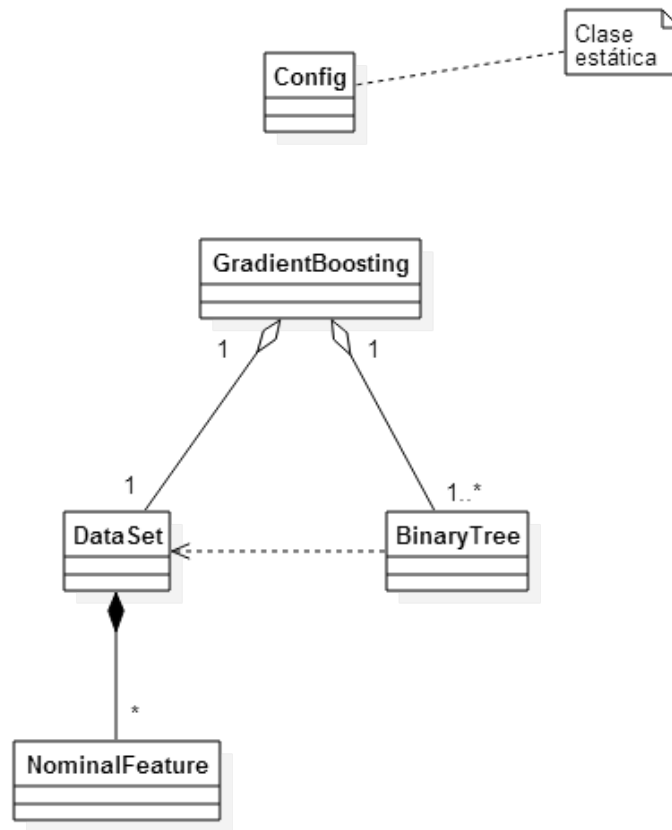 Clase
estática
Config
GradientBoosting
1
1
1
1..*
DataSet
BinaryTree
*
NominalFeature